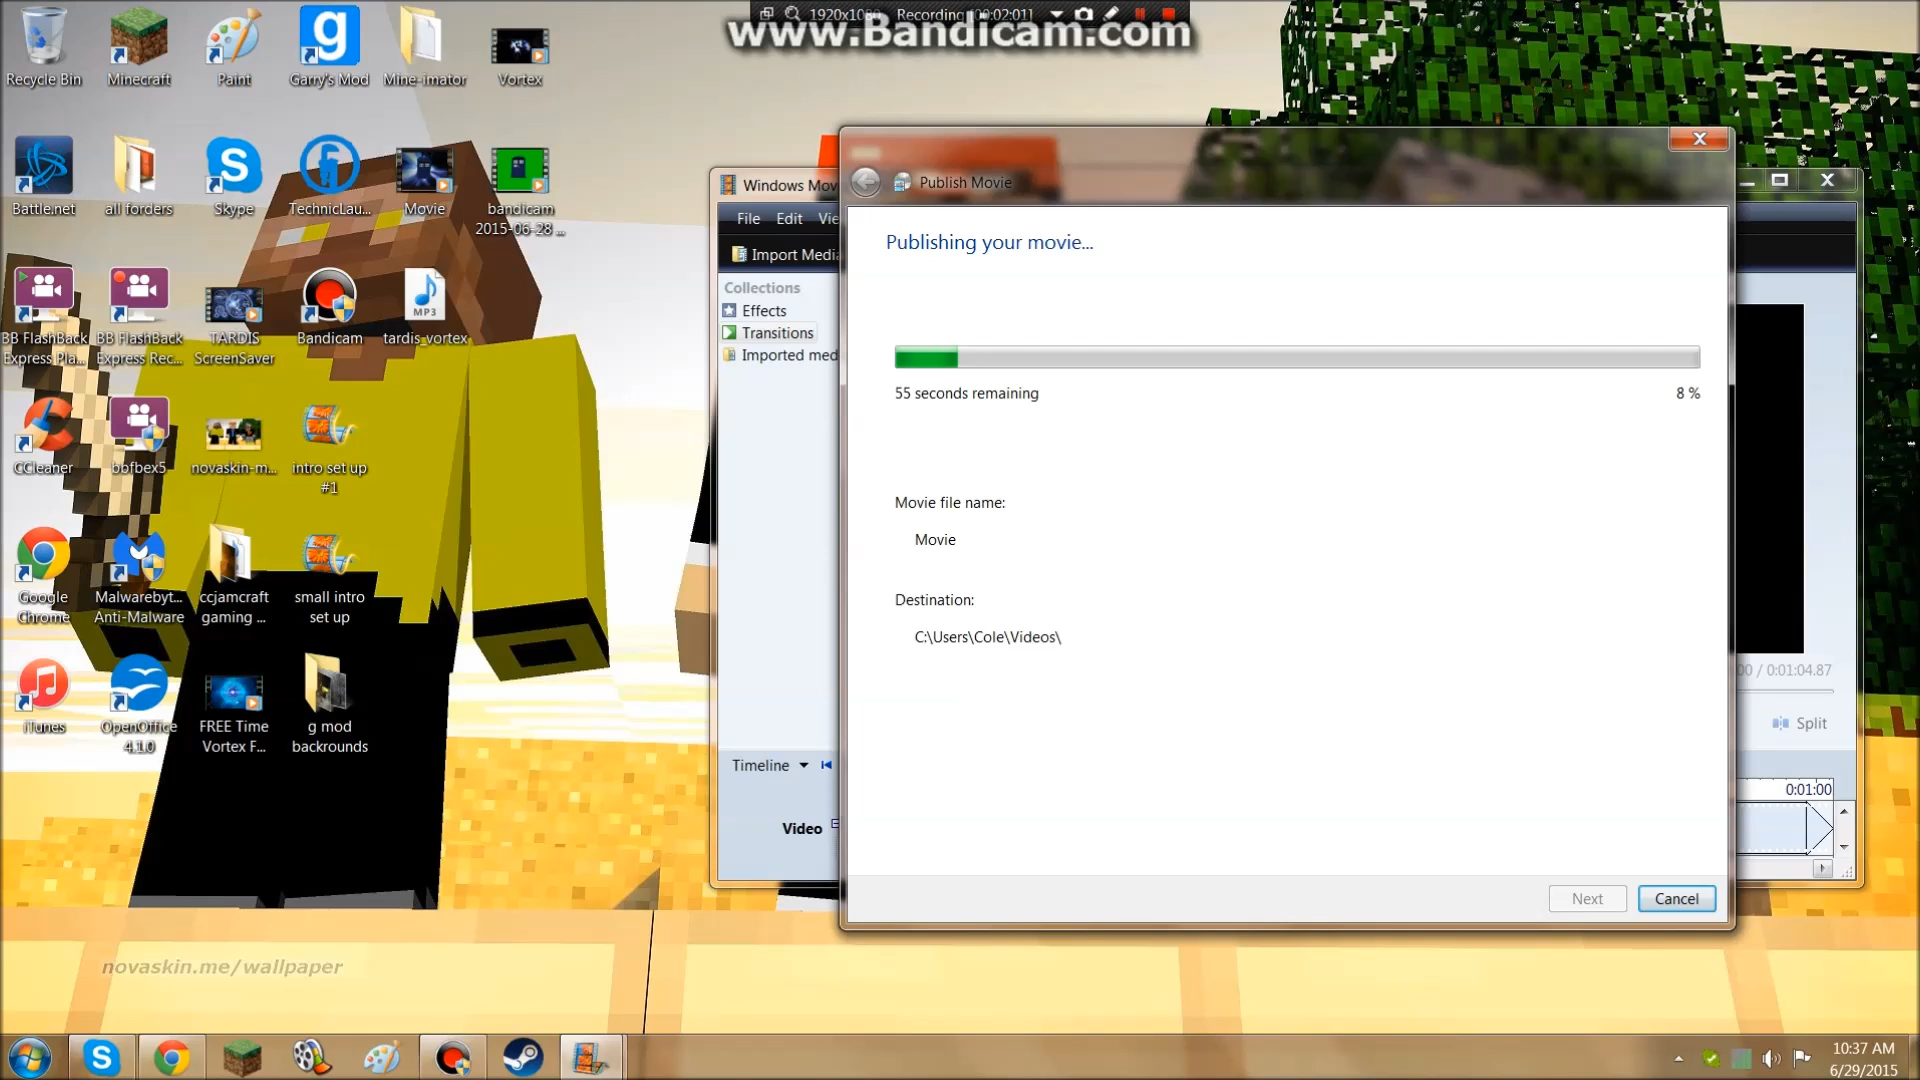 1920x1080 Recording [00:02:01]
www.Bandicam.com
Recycle Bin
Minecraft
Paint
Garry's Mod
Mine-imator
Vortex
Battle.net
all forders
Skype
TechnicLau...
Movie
bandicam
2015-06-28 ...
BB FlashBack
Express Pla...
BB FlashBack
Express Rec...
TARDIS
ScreenSaver
Bandicam
MP3
tardis_vortex
CCleaner
bbfbex5
novaskin-m...
intro set up
#1
Google
Chrome
Malwarebyt...
Anti-Malware
ccjamcraft
gaming ...
small intro
set up
iTunes
OpenOffice
4.1.0
FREE Time
Vortex F...
g mod
backrounds
novaskin.me/wallpaper
Windows Mov
File Edit Vie
Import Media
Collections
Effects
Transitions
Imported med
Timeline
Video
Publish Movie
Publishing your movie...
55 seconds remaining
8 %
Movie file name:
Movie
Destination:
C:\Users\Cole\Videos\
Next
Cancel
00 / 0:01:04.87
Split
0:01:00
10:37 AM
6/29/2015